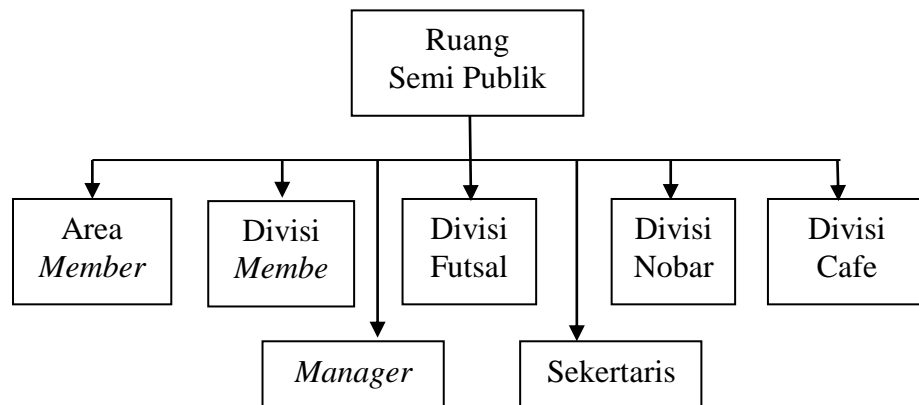 Ruang
Semi Publik
Area
Member
Divisi
Membe
Divisi
Futsal
Divisi
Nobar
Divisi
Cafe
Manager
Sekertaris